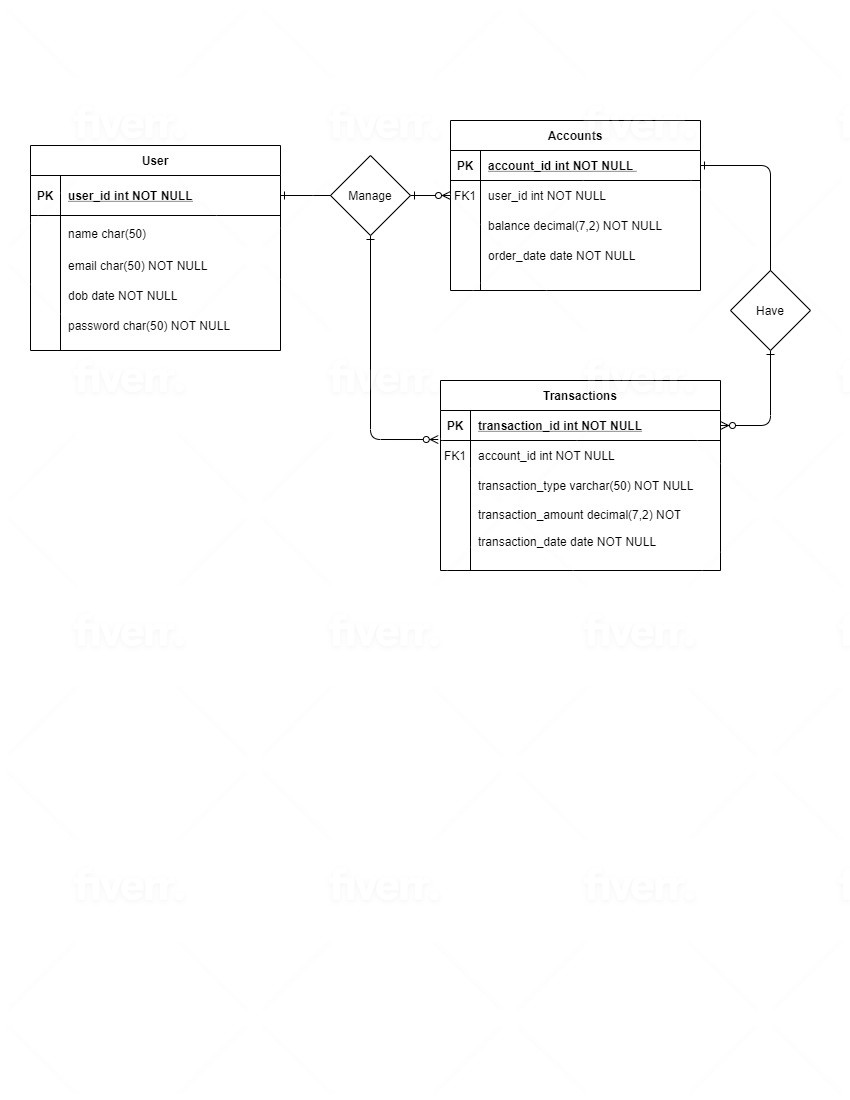 User
PK user_id int NOT NULL
name char(50)
email char(50) NOT NULL
dob date NOT NULL
password char(50) NOT NULL
Manage
Accounts
PK account_id int NOT NULL
FK1 user_id int NOT NULL
balance decimal(7,2) NOT NULL
order_date date NOT NULL
Have
Transactions
PK transaction_id int NOT NULL
FK1 account_id int NOT NULL
transaction_type varchar(50) NOT NULL
transaction_amount decimal(7,2) NOT
transaction_date date NOT NULL
fiverr.
fiverr.
fiverr.
fiverr.
fiverr.
fiverr.
fiverr.
fiverr.
fiverr.
fiverr.
fiverr.
fiverr.